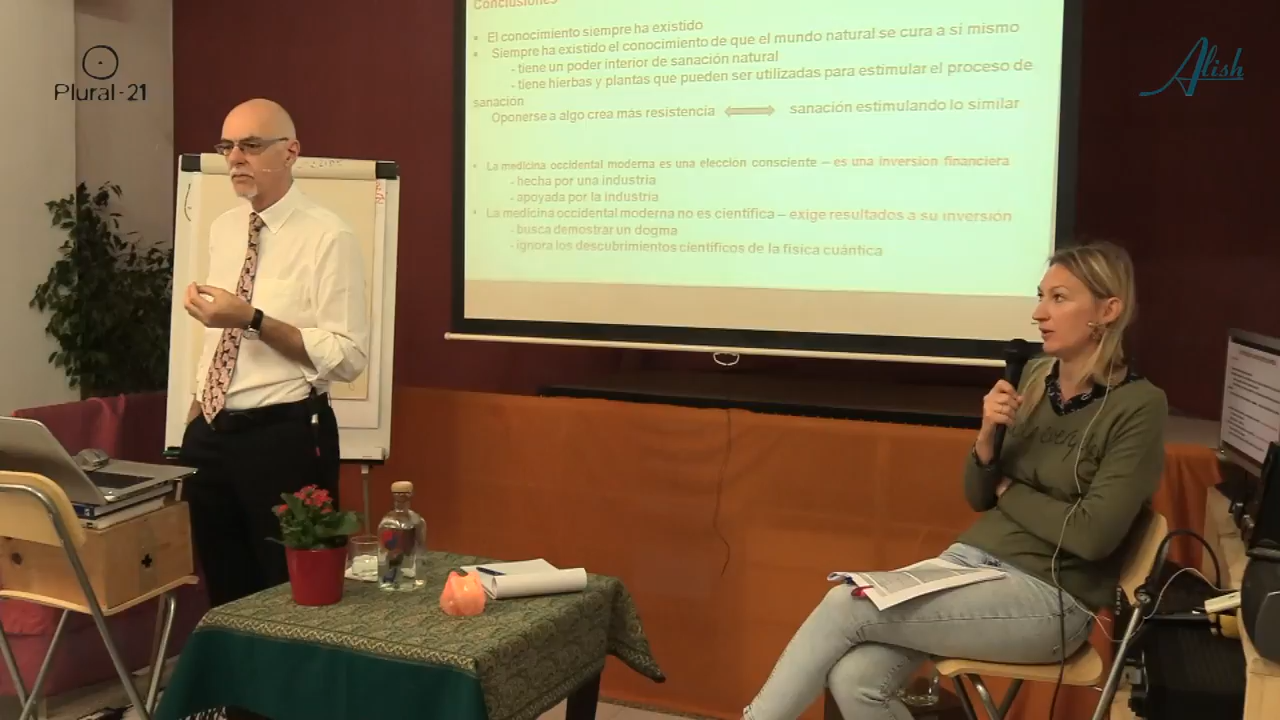 Plural-21
Alish
Conclusiones
El conocimiento siempre ha existido
Siempre ha existido el conocimiento de que el mundo natural se cura a sí mismo
- tiene un poder interior de sanación natural
- tiene hierbas y plantas que pueden ser utilizadas para estimular el proceso de
sanación
Oponerse a algo crea más resistencia sanación estimulando lo similar
La medicina occidental moderna es una elección consciente – es una inversion financiera
- hecha por una industria
- apoyada por la industria
La medicina occidental moderna no es científica – exige resultados a su inversión
- busca demostrar un dogma
- ignora los descubrimientos científicos de la física cuántica